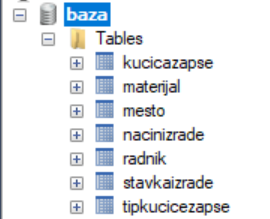 baza
Tables
kucicazapse
materijal
mesto
nacinizrade
radnik
stavkaizrade
tipkucicezapse